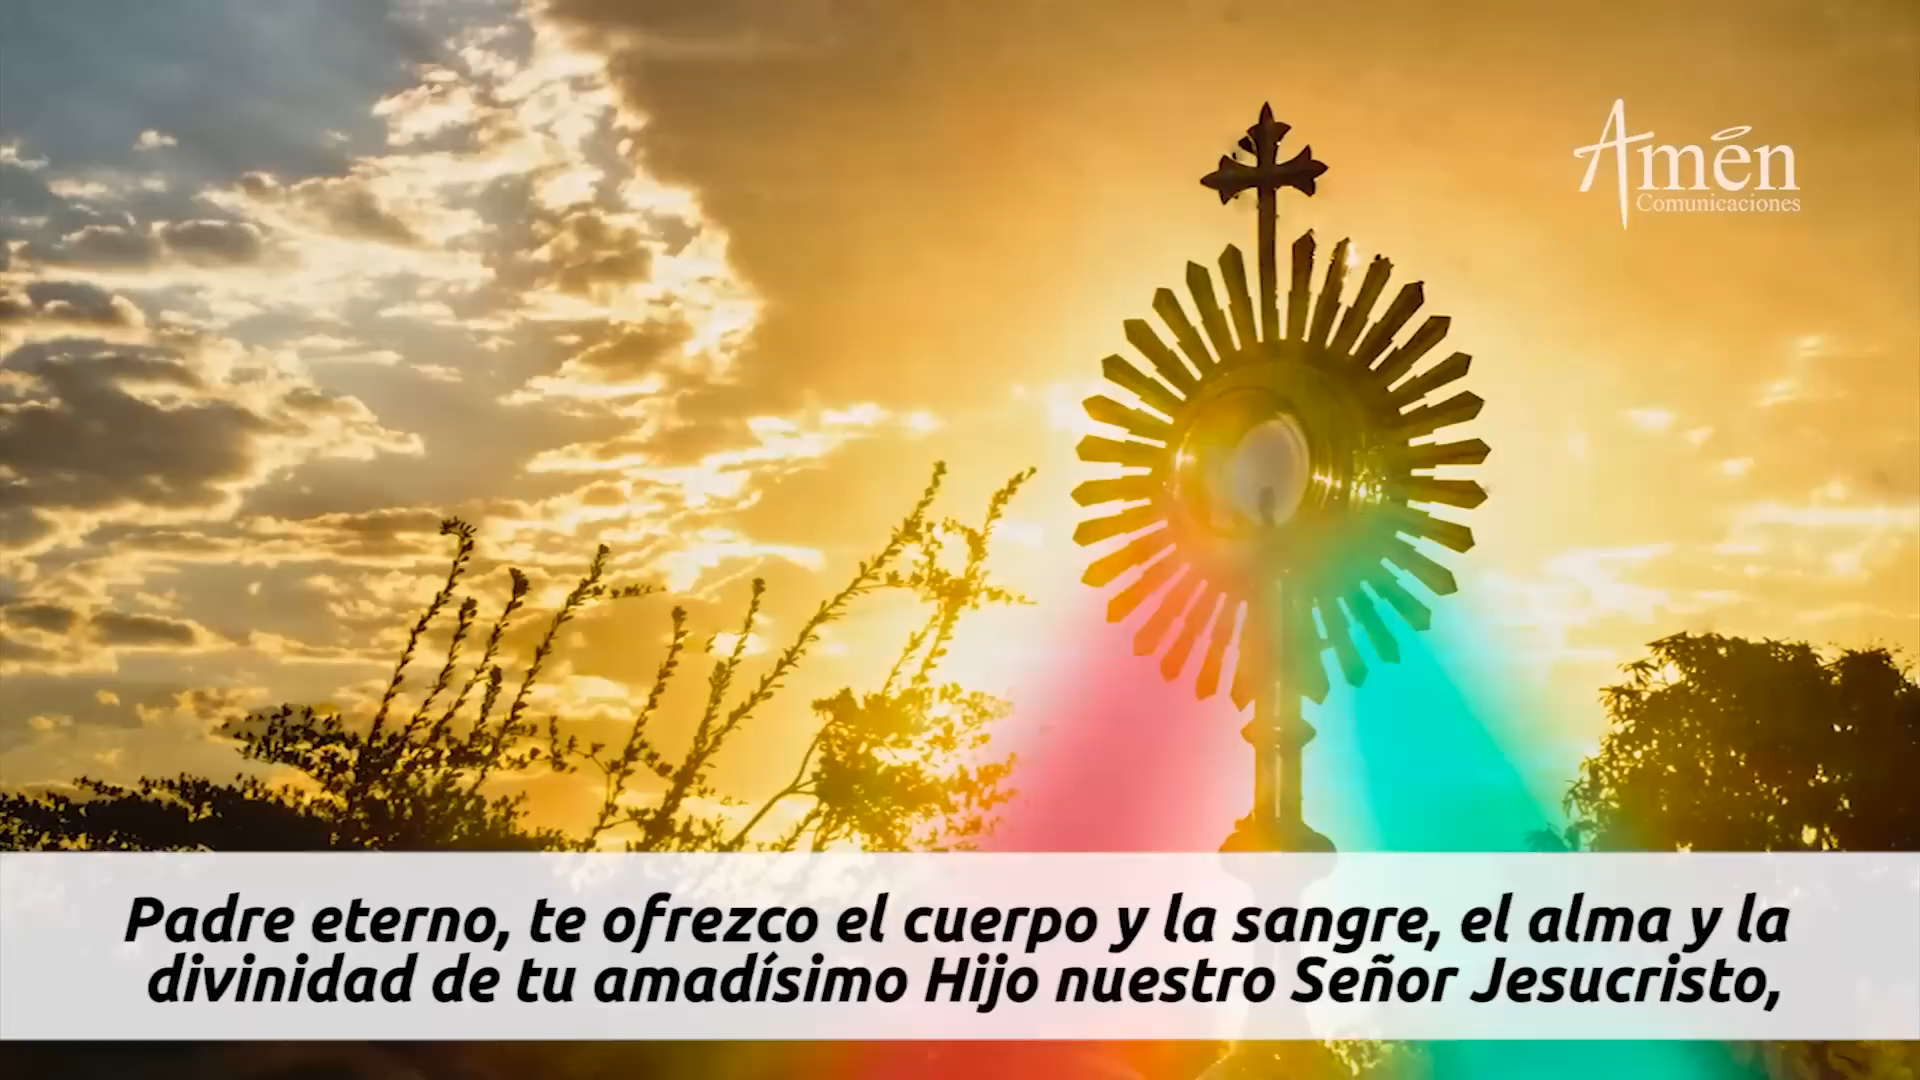 Amén
Comunicaciones
Padre eterno, te ofrezco el cuerpo y la sangre, el alma y la
divinidad de tu amadísimo Hijo nuestro Señor Jesucristo,